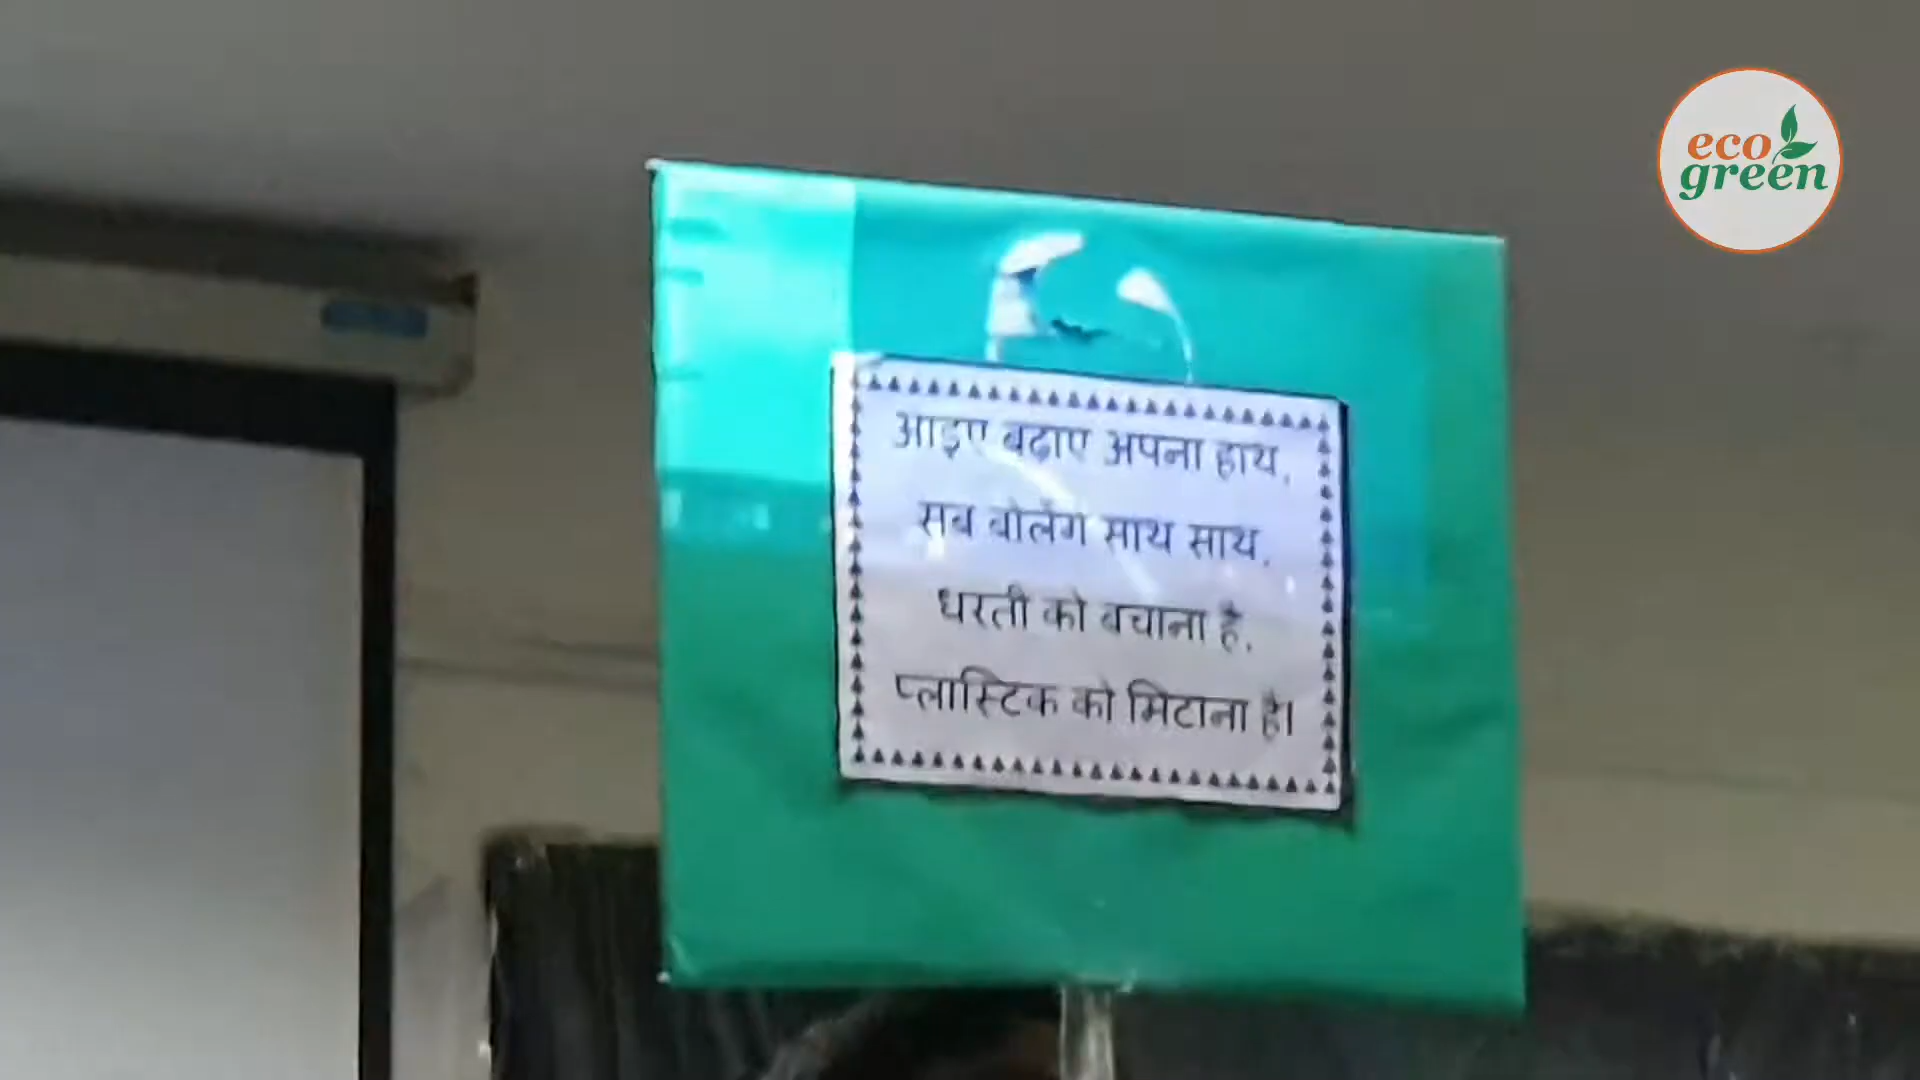 eco
green
आइए बढ़ाए अपना हाथ,
सब बोलेंगे साथ साथ,
धरती को बचाना है,
प्लास्टिक को मिटाना है।